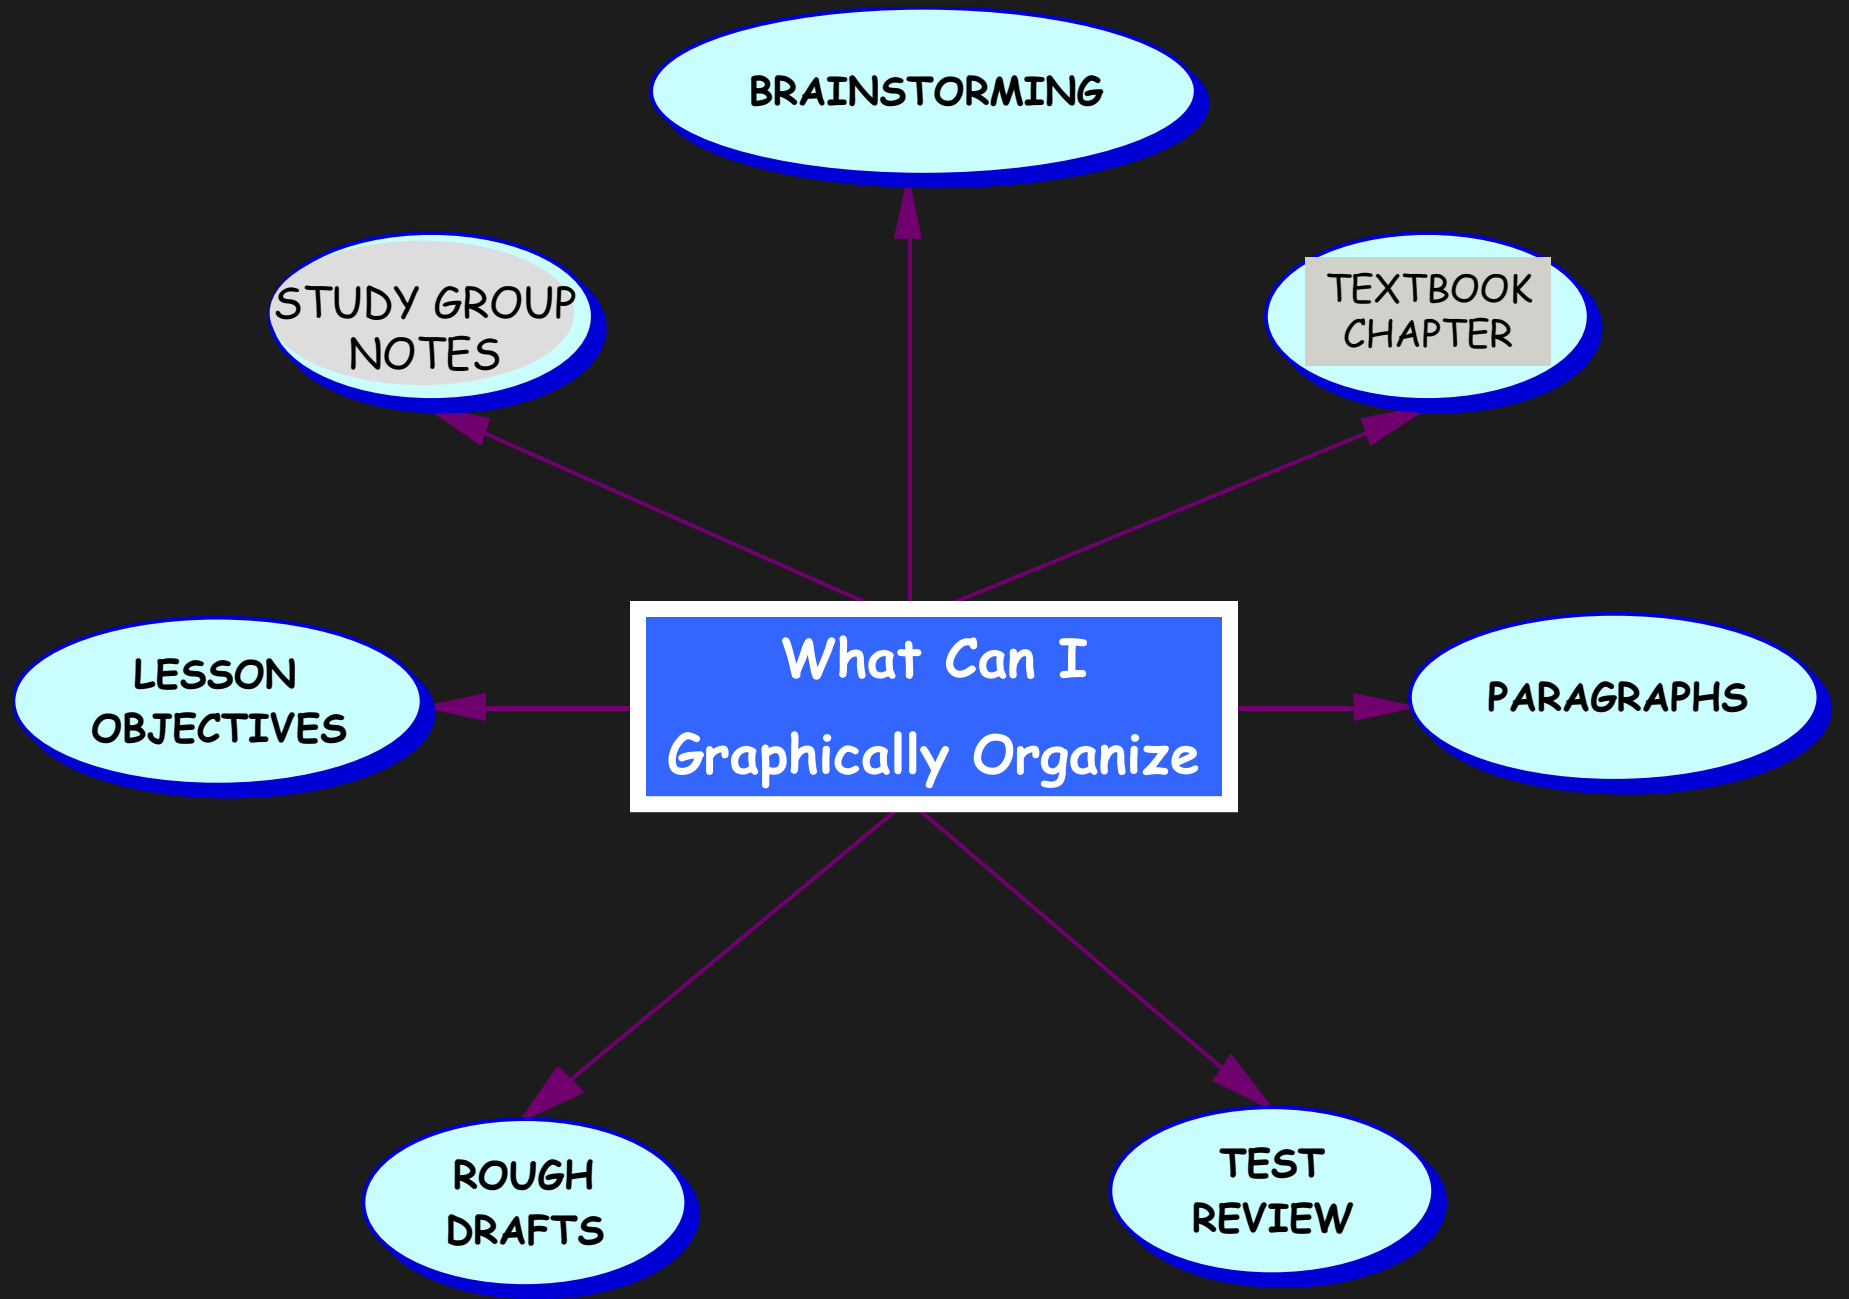 BRAINSTORMING
STUDY GROUP
NOTES
TEXTBOOK
CHAPTER
What Can I
Graphically Organize
LESSON
OBJECTIVES
PARAGRAPHS
ROUGH
DRAFTS
TEST
REVIEW